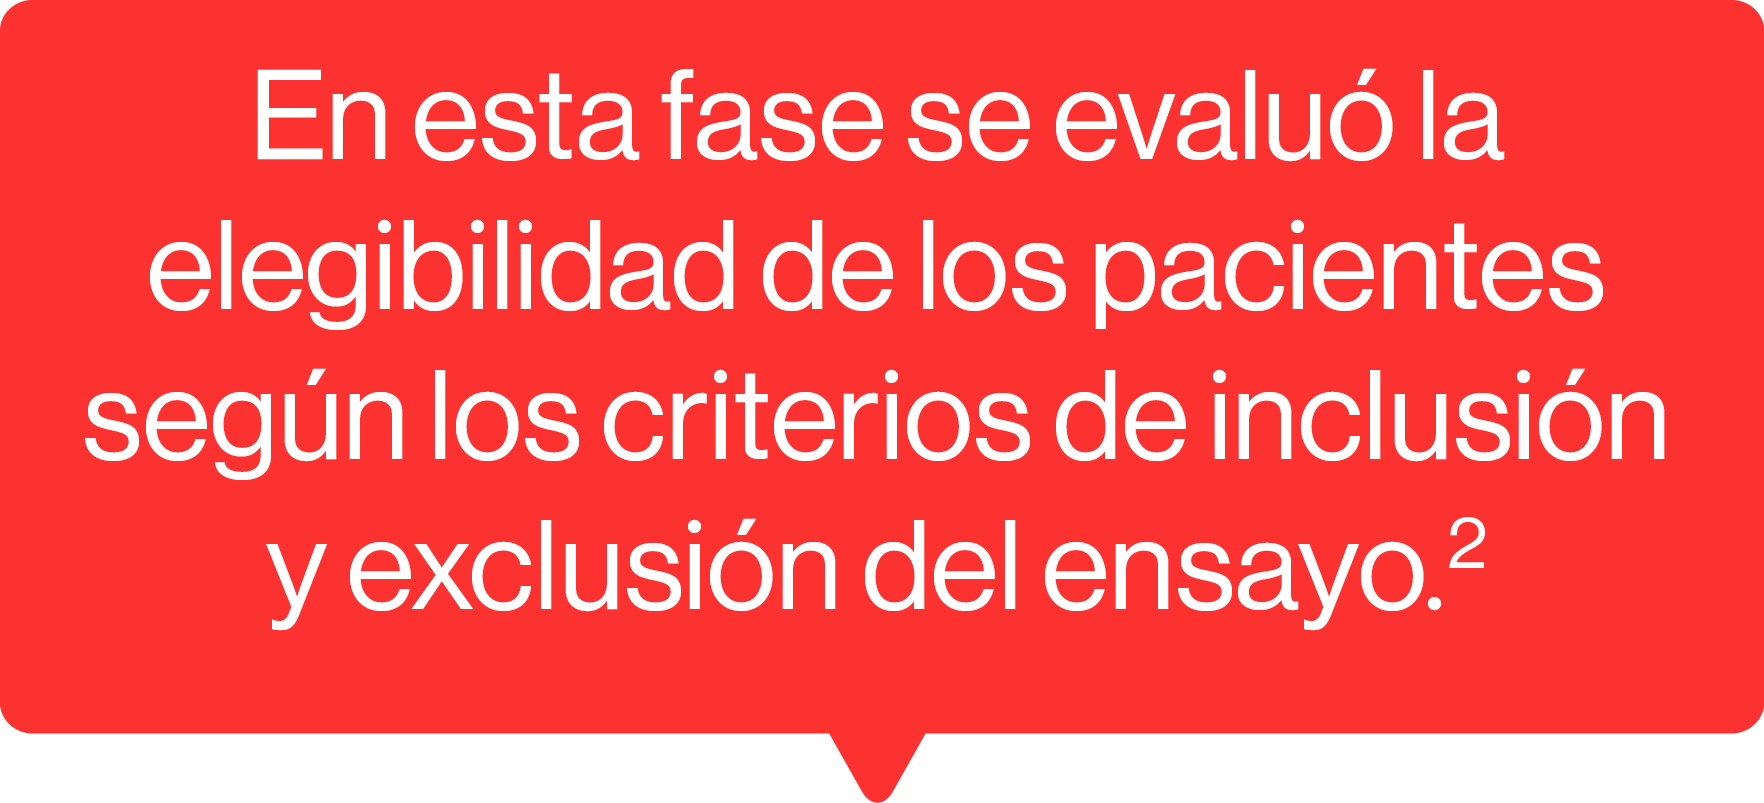 En esta fase se evaluó la
elegibilidad de los pacientes
según los criterios de inclusión
y exclusión del ensayo.²